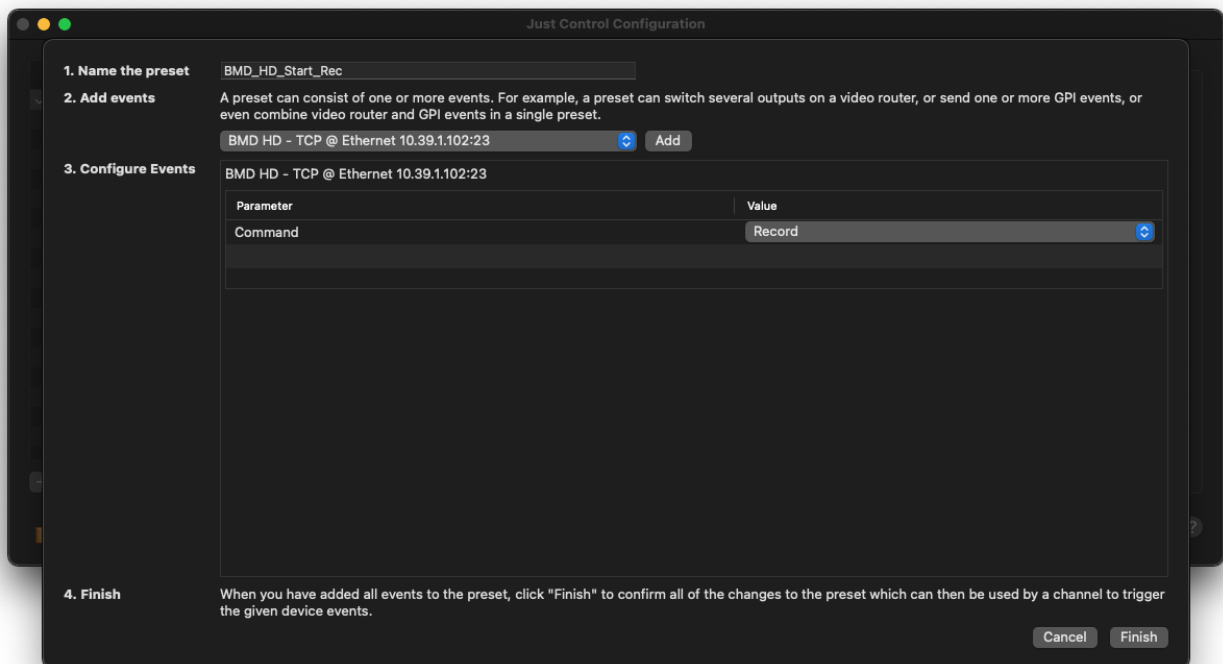 Just Control Configuration
1. Name the preset
BMD_HD_Start_Rec
2. Add events
A preset can consist of one or more events. For example, a preset can switch several outputs on a video router, or send one or more GPI events, or
even combine video router and GPI events in a single preset.
BMD HD - TCP @ Ethernet 10.39.1.102:23
Add
3. Configure Events
BMD HD - TCP @ Ethernet 10.39.1.102:23
Parameter
Value
Command
Record
4. Finish
When you have added all events to the preset, click "Finish" to confirm all of the changes to the preset which can then be used by a channel to trigger
the given device events.
Cancel
Finish
?